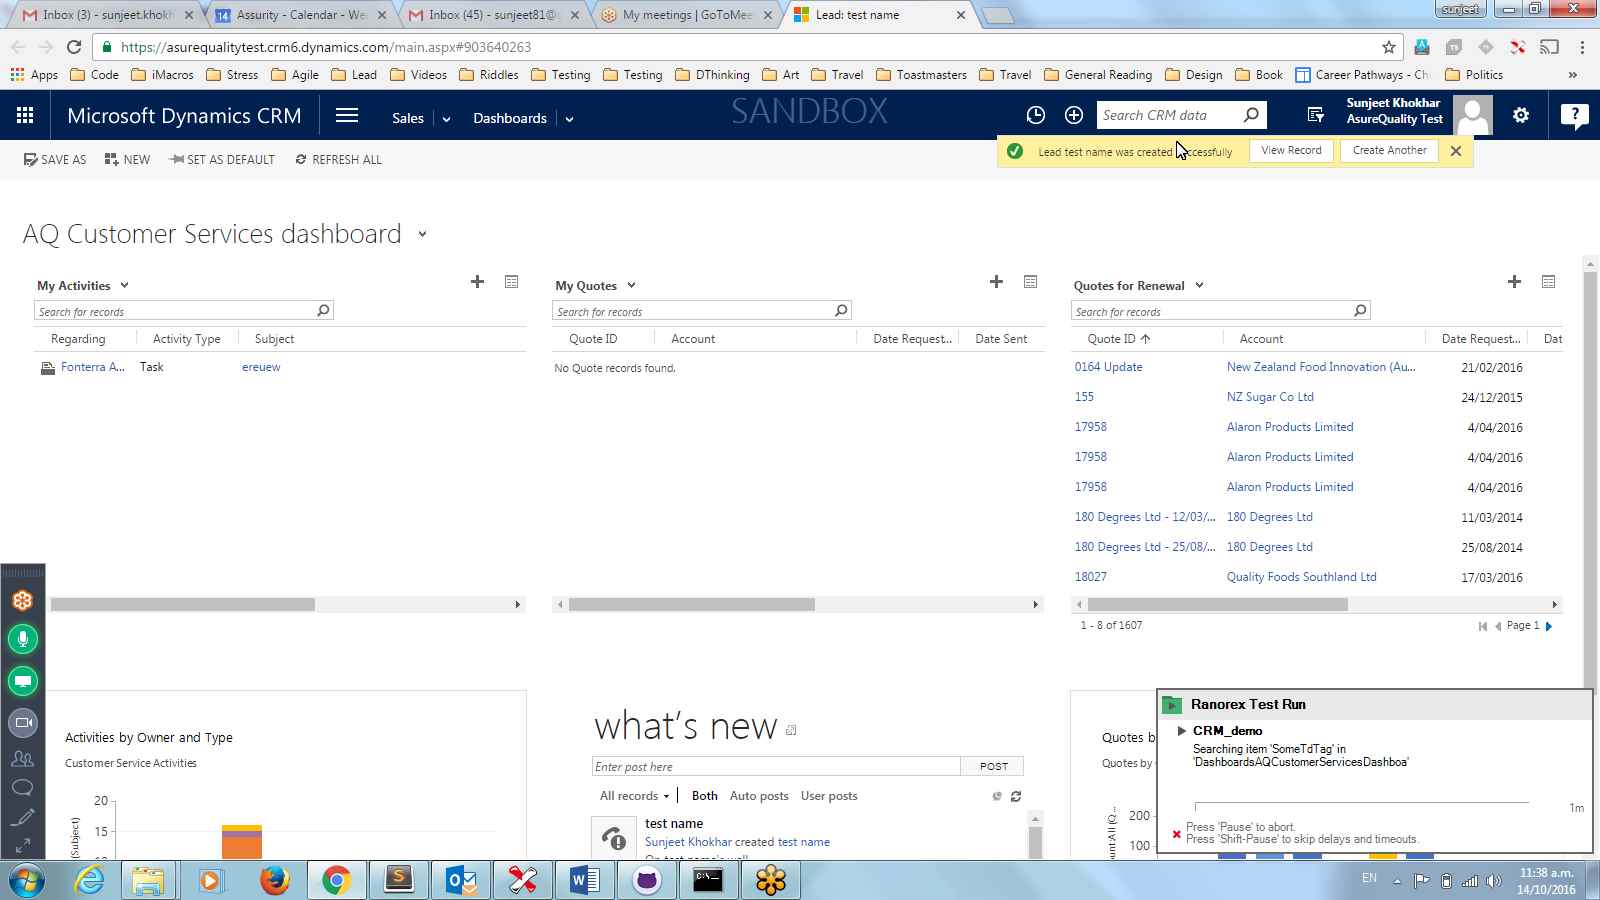 Inbox (3) - sunjeet.khokh
Assurity - Calendar - We
Inbox (45) - sunjeet81@
My meetings | GoToMee
Lead: test name
sunjeet
https://asurequalitytest.crm6.dynamics.com/main.aspx#903640263
Apps
Code
iMacros
Stress
Agile
Lead
Videos
Riddles
Testing
Testing
DThinking
Art
Travel
Toastmasters
Travel
General Reading
Design
Book
Career Pathways - Ch
Politics
»
Microsoft Dynamics CRM
Sales
Dashboards
SANDBOX
Search CRM data
Sunjeet Khokhar
AsureQuality Test
SAVE AS
NEW
SET AS DEFAULT
REFRESH ALL
Lead test name was created successfully
View Record
Create Another
AQ Customer Services dashboard
My Activities
Search for records
Regarding
Activity Type
Subject
Fonterra A...
Task
ereuew
My Quotes
Search for records
Quote ID
Account
Date Request...
Date Sent
No Quote records found.
Quotes for Renewal
Search for records
Quote ID
Account
Date Request...
Dat
0164 Update New Zealand Food Innovation (Au... 21/02/2016
155 NZ Sugar Co Ltd 24/12/2015
17958 Alaron Products Limited 4/04/2016
17958 Alaron Products Limited 4/04/2016
17958 Alaron Products Limited 4/04/2016
180 Degrees Ltd - 12/03/... 180 Degrees Ltd 11/03/2014
180 Degrees Ltd - 25/08/... 180 Degrees Ltd 25/08/2014
18027 Quality Foods Southland Ltd 17/03/2016
1 - 8 of 1607
Page 1
Activities by Owner and Type
Customer Service Activities
20
15
10
(Subject)
what's new
Enter post here
POST
All records
Both
Auto posts
User posts
test name
Sunjeet Khokhar created test name
On test name's wall
Quotes b
Quotes by
200
100
ount:All (Q...
Ranorex Test Run
CRM_demo
Searching item 'SomeTdTag' in
'DashboardsAQCustomerServicesDashboa'
1m
Press 'Pause' to abort.
Press 'Shift-Pause' to skip delays and timeouts.
EN
11:38 a.m.
14/10/2016